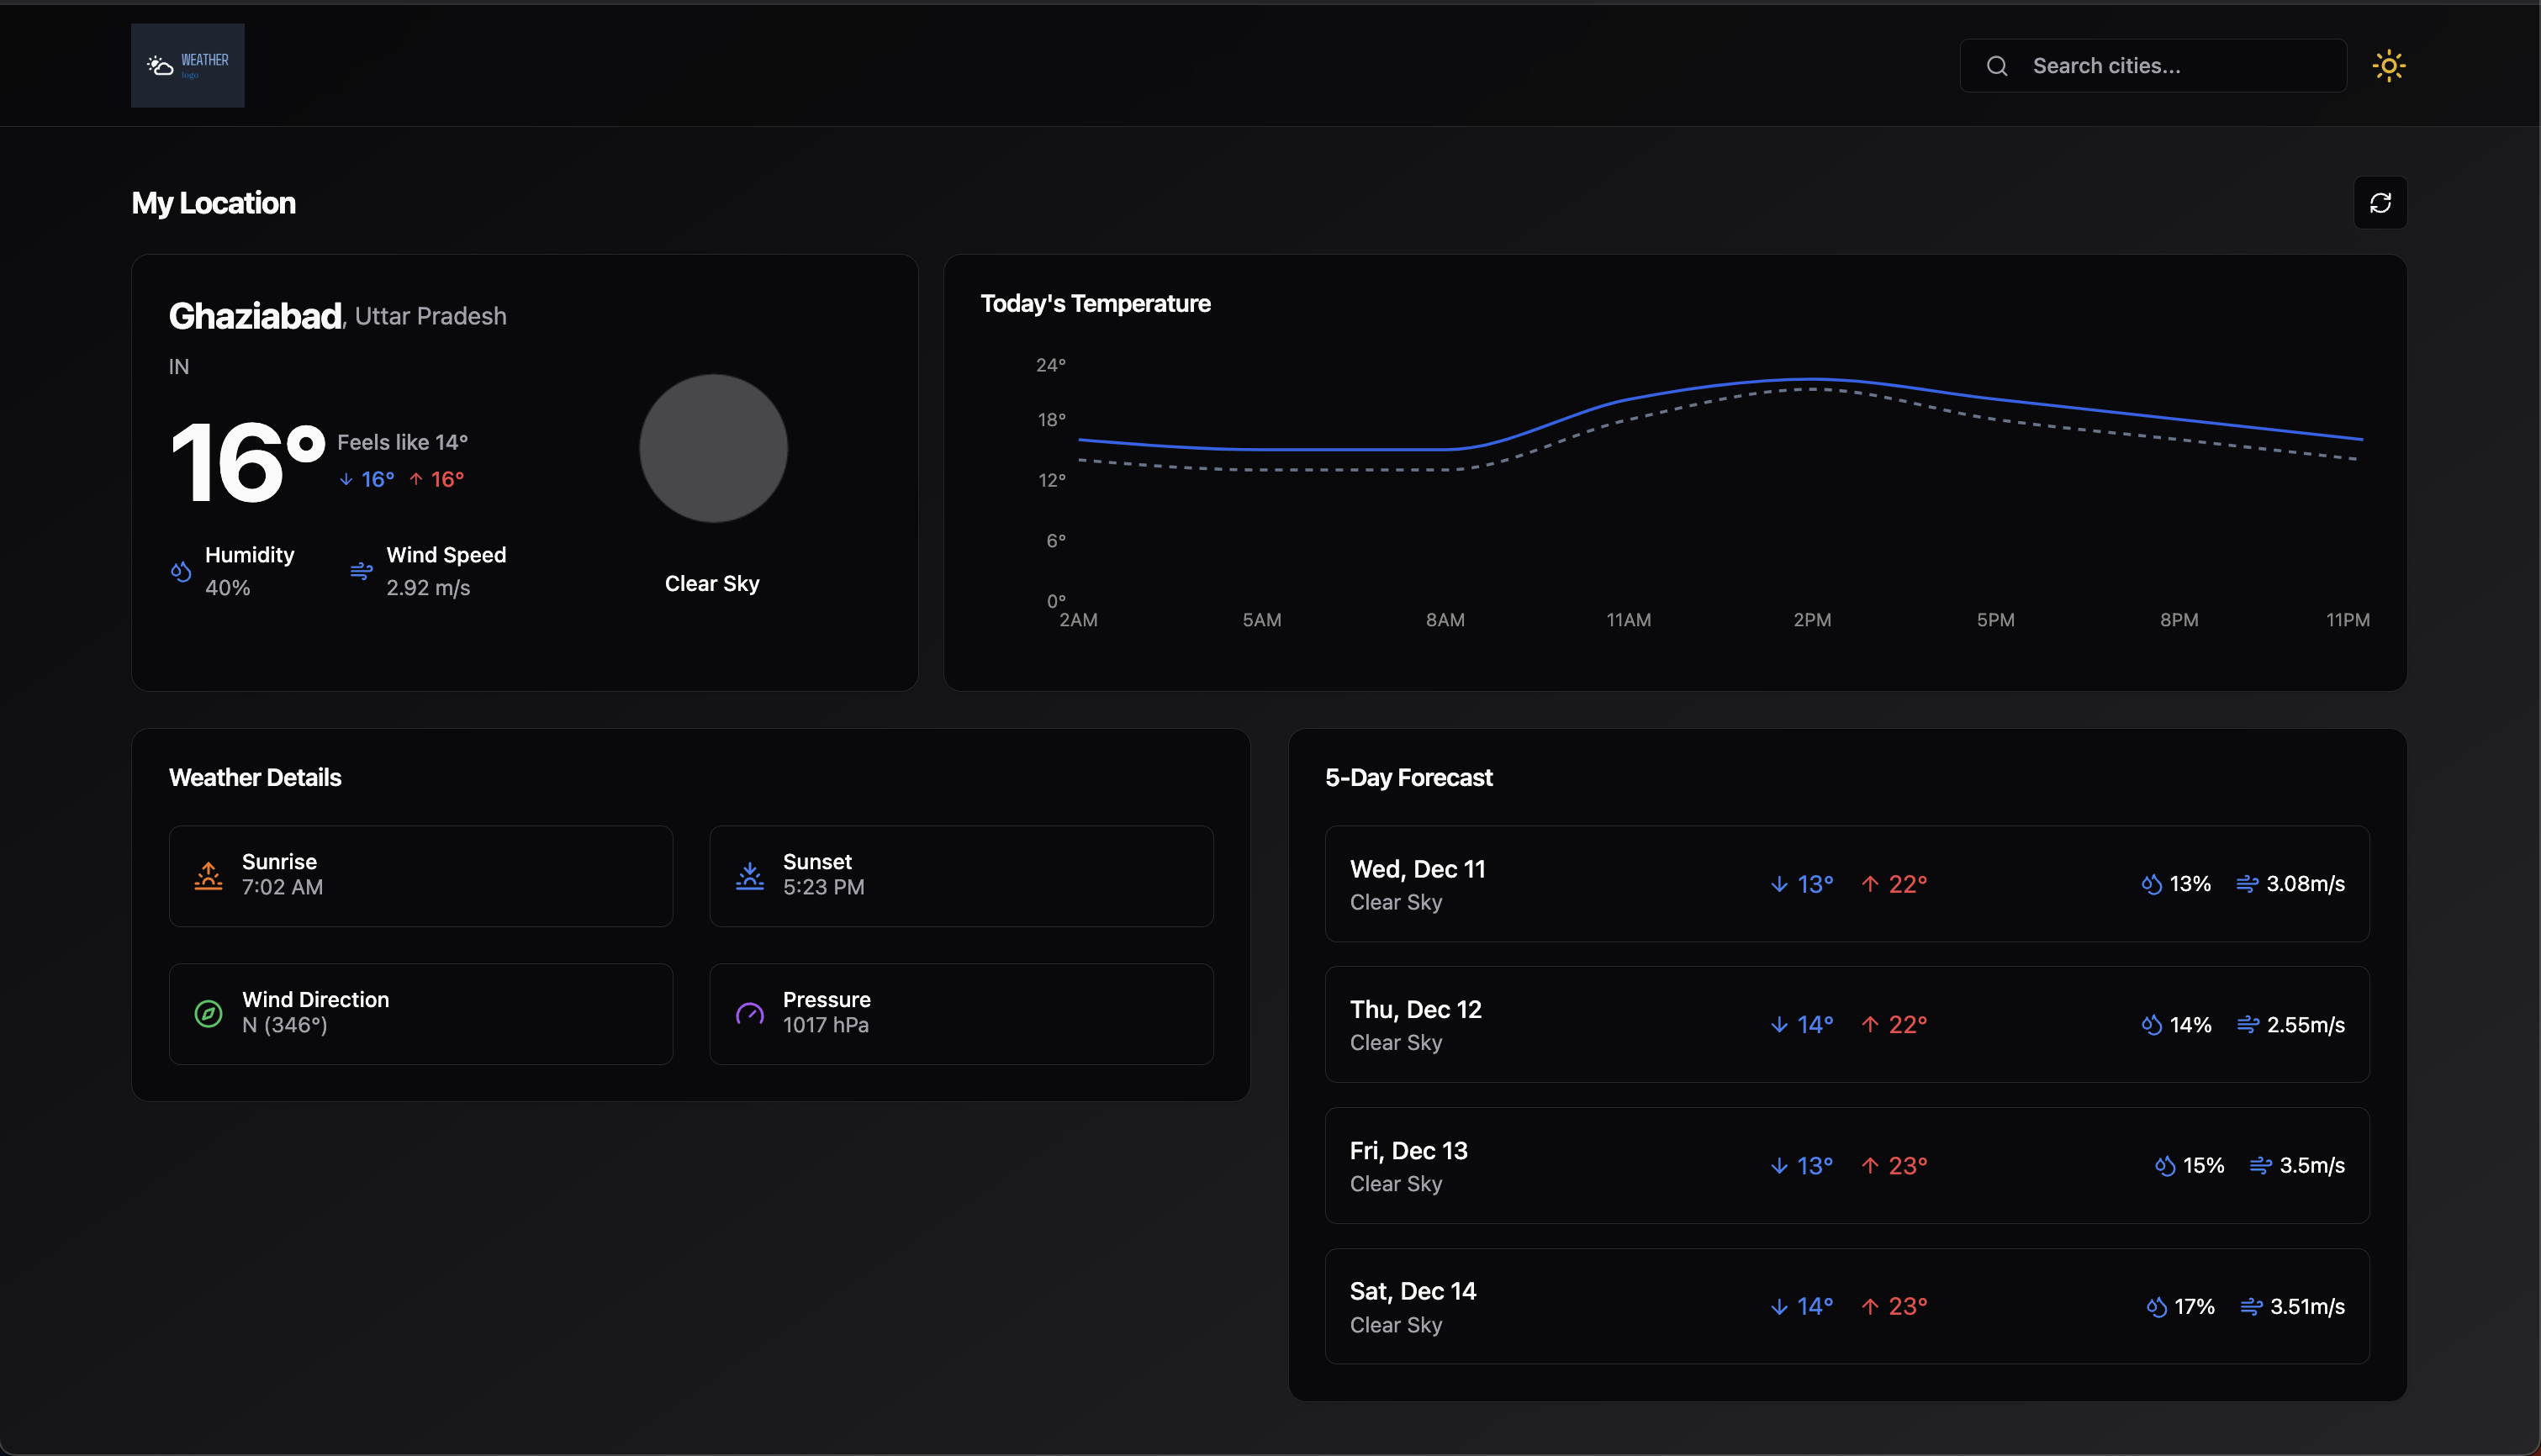 WEATHER
logo
Search cities...
My Location
Ghaziabad, Uttar Pradesh
IN
16°
Feels like 14°
16° 16°
Humidity
40%
Wind Speed
2.92 m/s
Clear Sky
Today's Temperature
24°
18°
12°
6°
0°
2AM 5AM 8AM 11AM 2PM 5PM 8PM 11PM
Weather Details
Sunrise
7:02 AM
Sunset
5:23 PM
Wind Direction
N (346°)
Pressure
1017 hPa
5-Day Forecast
Wed, Dec 11
Clear Sky
13° 22° 13% 3.08m/s
Thu, Dec 12
Clear Sky
14° 22° 14% 2.55m/s
Fri, Dec 13
Clear Sky
13° 23° 15% 3.5m/s
Sat, Dec 14
Clear Sky
14° 23° 17% 3.51m/s